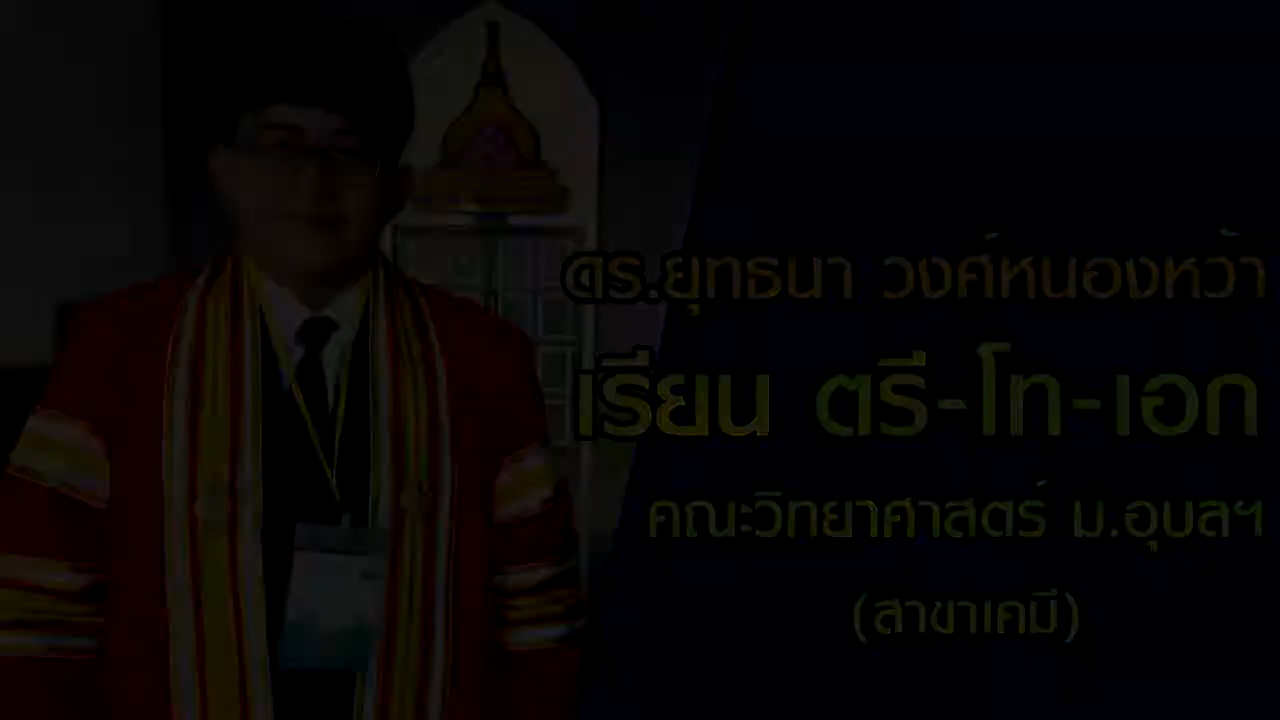 ดร.ยุทธนา วงศ์หนองหว้า
เรียน ตรี-โท-เอก
คณะวิทยาศาสตร์ ม.อุบลฯ
(สาขาเคมี)